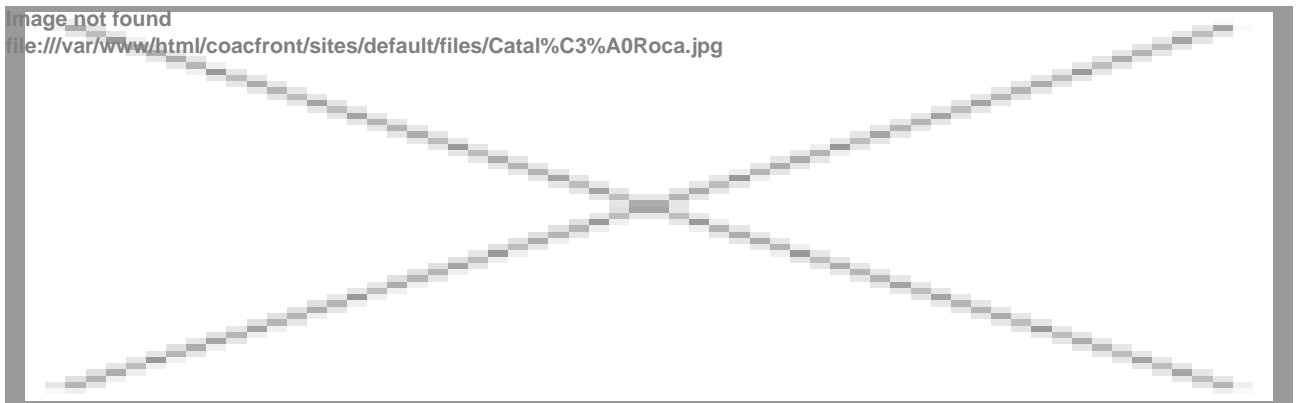 Image not found
file:///var/www/html/coacfront/sites/default/files/Catal%C3%A0Roca.jpg